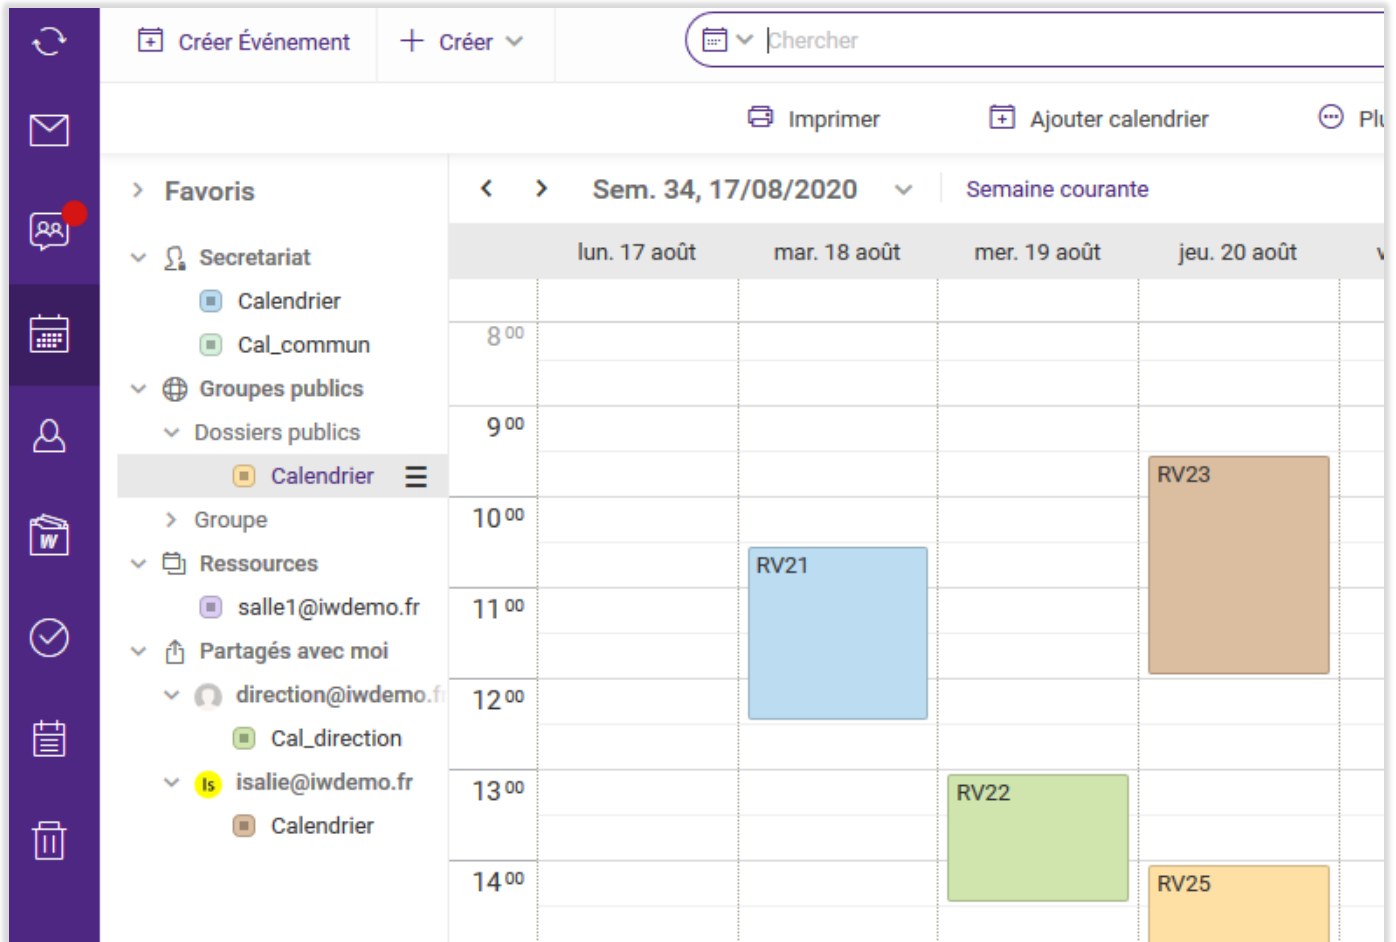 Créer Événement
Créer
Chercher
Imprimer
Ajouter calendrier
Favoris
Sem. 34, 17/08/2020
Semaine courante
Secretariat
lun. 17 août
mar. 18 août
mer. 19 août
jeu. 20 août
Calendrier
Cal_commun
8 00
Groupes publics
Dossiers publics
9 00
Calendrier
RV23
Groupe
10 00
Ressources
RV21
salle1@iwdemo.fr
11 00
Partagés avec moi
direction@iwdemo.fr
12 00
Cal_direction
Is
isalie@iwdemo.fr
13 00
RV22
Calendrier
14 00
RV25
W